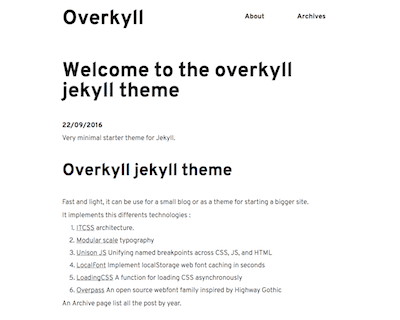 Overkyll About Archives
Welcome to the overkyll
jekyll theme
22/09/2016
Very minimal starter theme for Jekyll.
Overkyll jekyll theme
Fast and light, it can be use for a small blog or as a theme for starting a bigger site.
It implements this differents technologies :
1. ITCSS architecture.
2. Modular scale typography
3. Unison JS Unifying named breakpoints across CSS, JS, and HTML
4. LocalFont Implement localStorage web font caching in seconds
5. LoadingCSS A function for loading CSS asynchronously
6. Overpass An open source webfont family inspired by Highway Gothic
An Archive page list all the post by year.